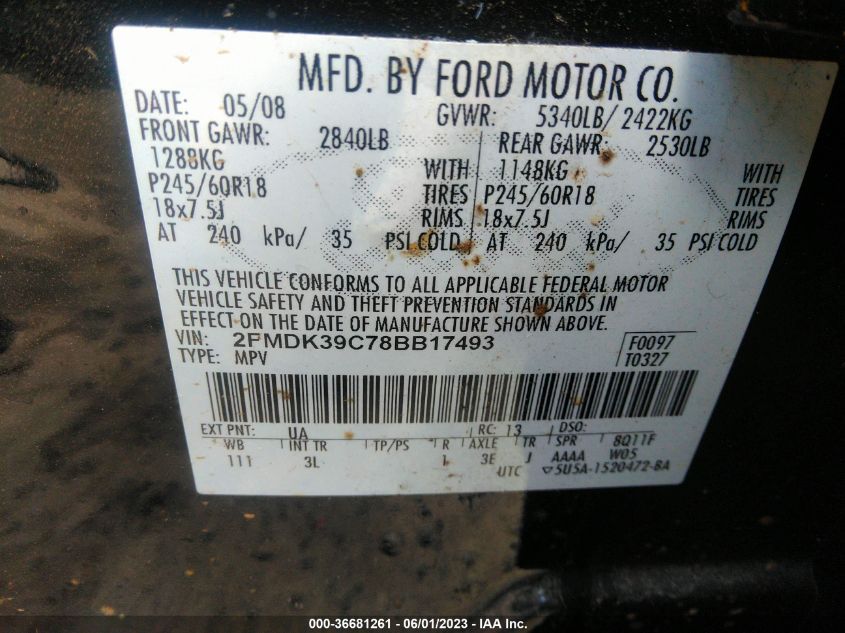 MFD. BY FORD MOTOR CO.
DATE: 05/08 GVWR: 5340LB/ 2422KG
FRONT GAWR: 2840LB REAR GAWR: 2530LB
1288KG WITH 1148KG WITH
P245/60R18 TIRES P245/60R18 TIRES
18x7.5J RIMS 18x7.5J RIMS
AT 240 kPa/ 35 PSI COLD AT 240 kPa/ 35 PSI COLD
THIS VEHICLE CONFORMS TO ALL APPLICABLE FEDERAL MOTOR
VEHICLE SAFETY AND THEFT PREVENTION STANDARDS IN
EFFECT ON THE DATE OF MANUFACTURE SHOWN ABOVE.
VIN: 2FMDK39C78BB17493 F0097
TYPE: MPV T0327
EXT PNT: UA RC: 13 DSO:
WB INT TR TP/PS R AXLE TR SPR 8Q11F
111 3L 1 3E J AAAA W05
UTC ▽5U5A-1520472-BA
000-36681261 - 06/01/2023 - IAA Inc.